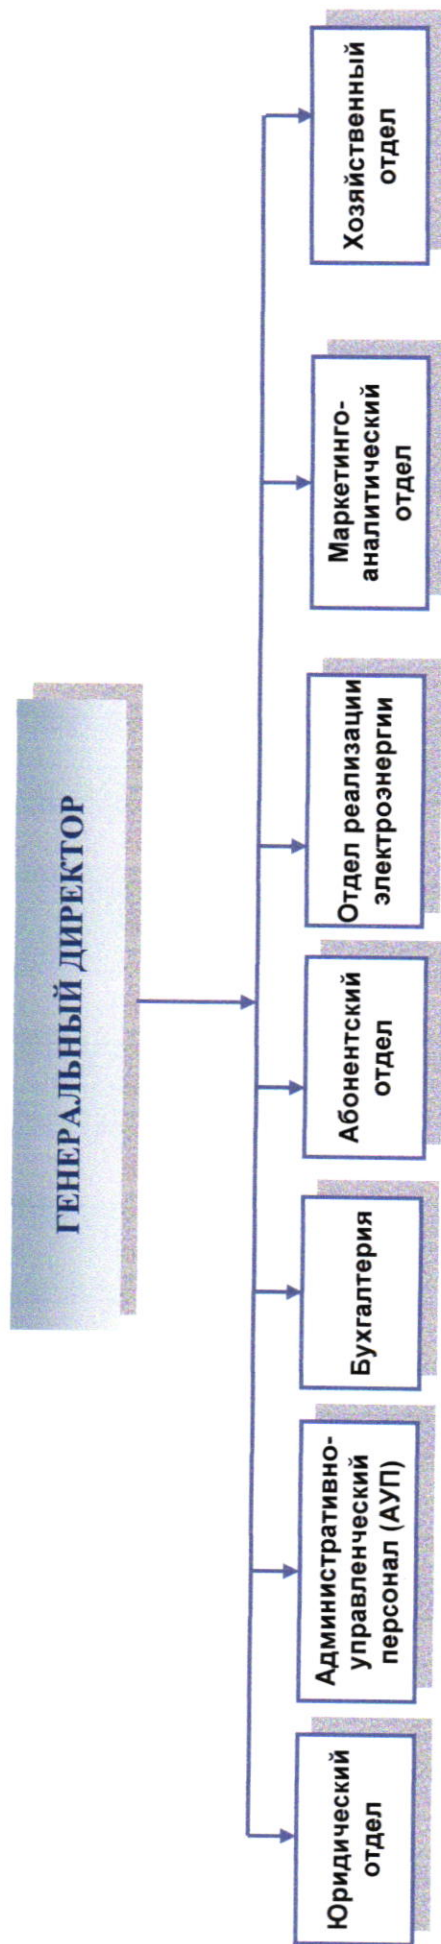 ГЕНЕРАЛЬНЫЙ ДИРЕКТОР
Юридический
отдел
Административно-
управленческий
персонал (АУП)
Бухгалтерия
Абонентский
отдел
Отдел реализации
электроэнергии
Маркетинго-
аналитический
отдел
Хозяйственный
отдел